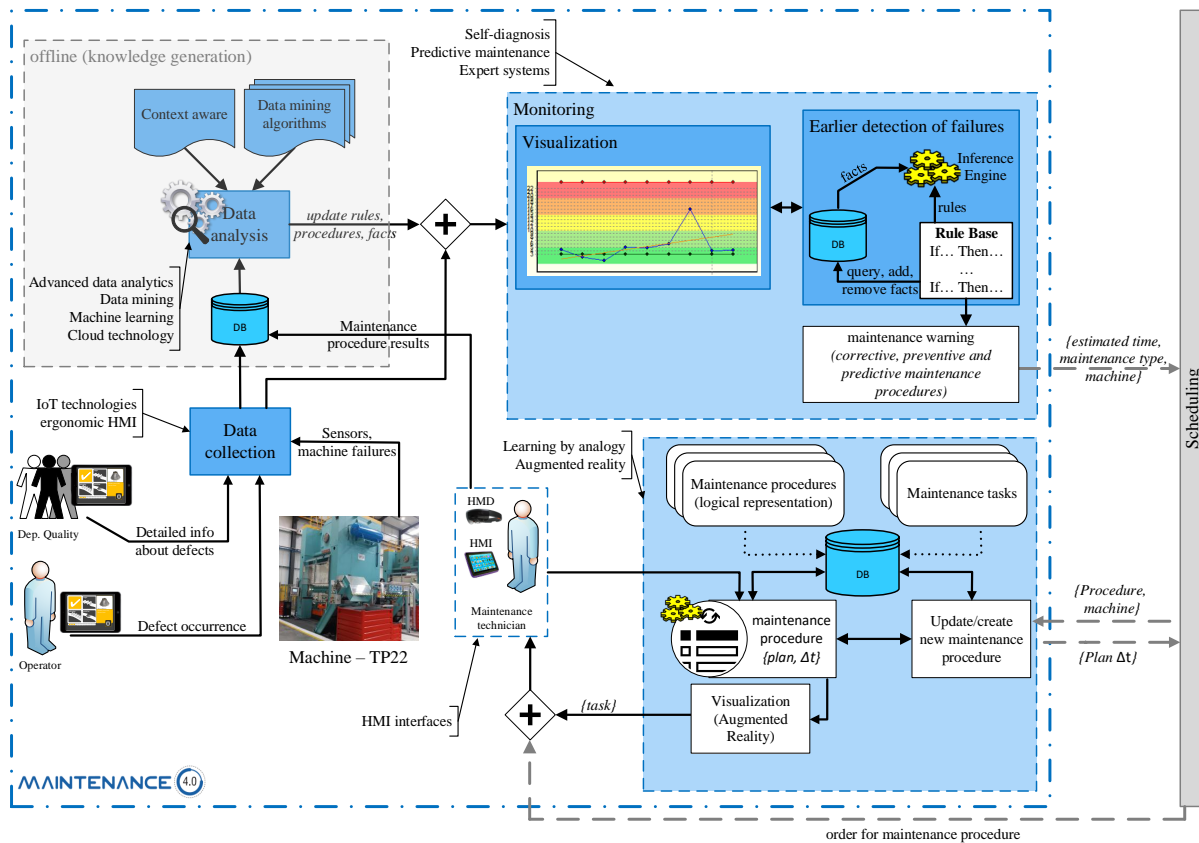 offline (knowledge generation)
Context aware
Data mining
algorithms
Data
analysis
update rules,
procedures, facts
Advanced data analytics
Data mining
Machine learning
Cloud technology
DB
Maintenance
procedure results
Self-diagnosis
Predictive maintenance
Expert systems
Monitoring
Visualization
Earlier detection of failures
facts
Inference
Engine
rules
DB
Rule Base
If… Then…
…
If… Then…
query, add,
remove facts
maintenance warning
(corrective, preventive and
predictive maintenance
procedures)
{estimated time,
maintenance type,
machine}
Scheduling
IoT technologies
ergonomic HMI
Data
collection
Sensors,
machine failures
Dep. Quality
Detailed info
about defects
Operator
Defect occurrence
Machine – TP22
HMD
HMI
Maintenance
technician
HMI interfaces
Learning by analogy
Augmented reality
Maintenance procedures
(logical representation)
Maintenance tasks
DB
maintenance
procedure
{plan, Δt}
Update/create
new maintenance
procedure
{Procedure,
machine}
{Plan Δt}
Visualization
(Augmented
Reality)
{task}
MAINTENANCE 4.0
order for maintenance procedure